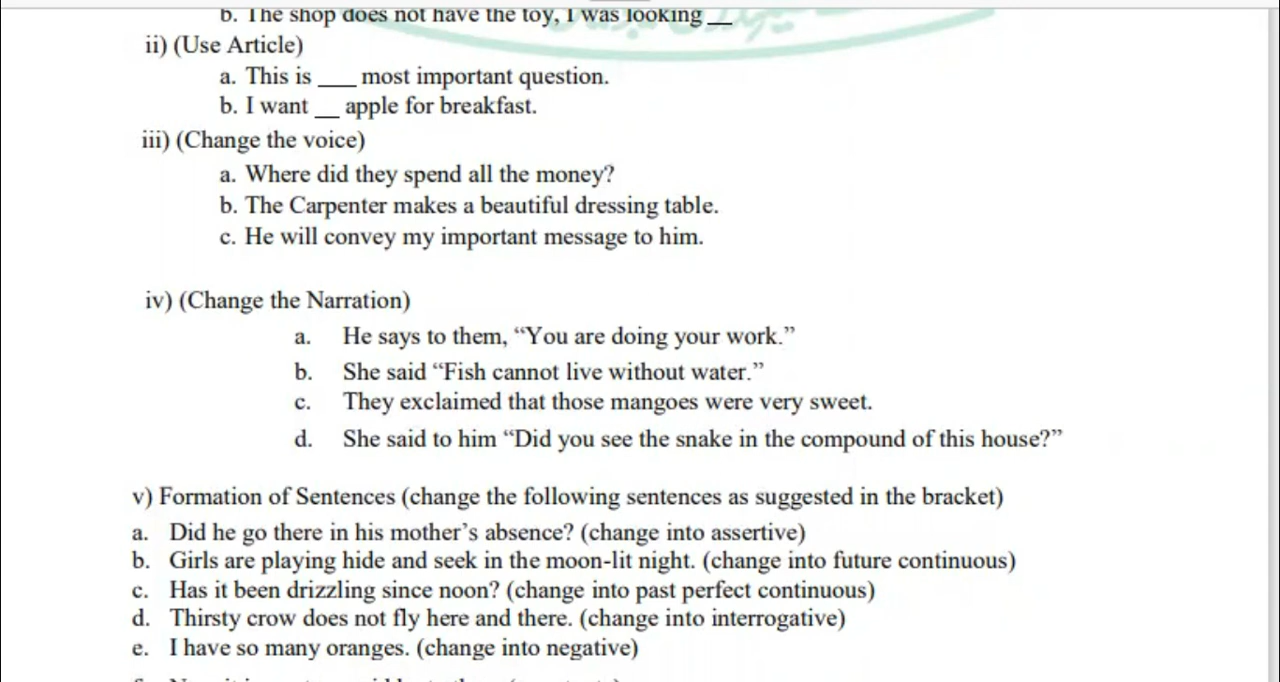 b. The shop does not have the toy, I was looking __
ii) (Use Article)
a. This is ___ most important question.
b. I want __ apple for breakfast.
iii) (Change the voice)
a. Where did they spend all the money?
b. The Carpenter makes a beautiful dressing table.
c. He will convey my important message to him.
iv) (Change the Narration)
a. He says to them, “You are doing your work.”
b. She said “Fish cannot live without water.”
c. They exclaimed that those mangoes were very sweet.
d. She said to him “Did you see the snake in the compound of this house?”
v) Formation of Sentences (change the following sentences as suggested in the bracket)
a. Did he go there in his mother’s absence? (change into assertive)
b. Girls are playing hide and seek in the moon-lit night. (change into future continuous)
c. Has it been drizzling since noon? (change into past perfect continuous)
d. Thirsty crow does not fly here and there. (change into interrogative)
e. I have so many oranges. (change into negative)